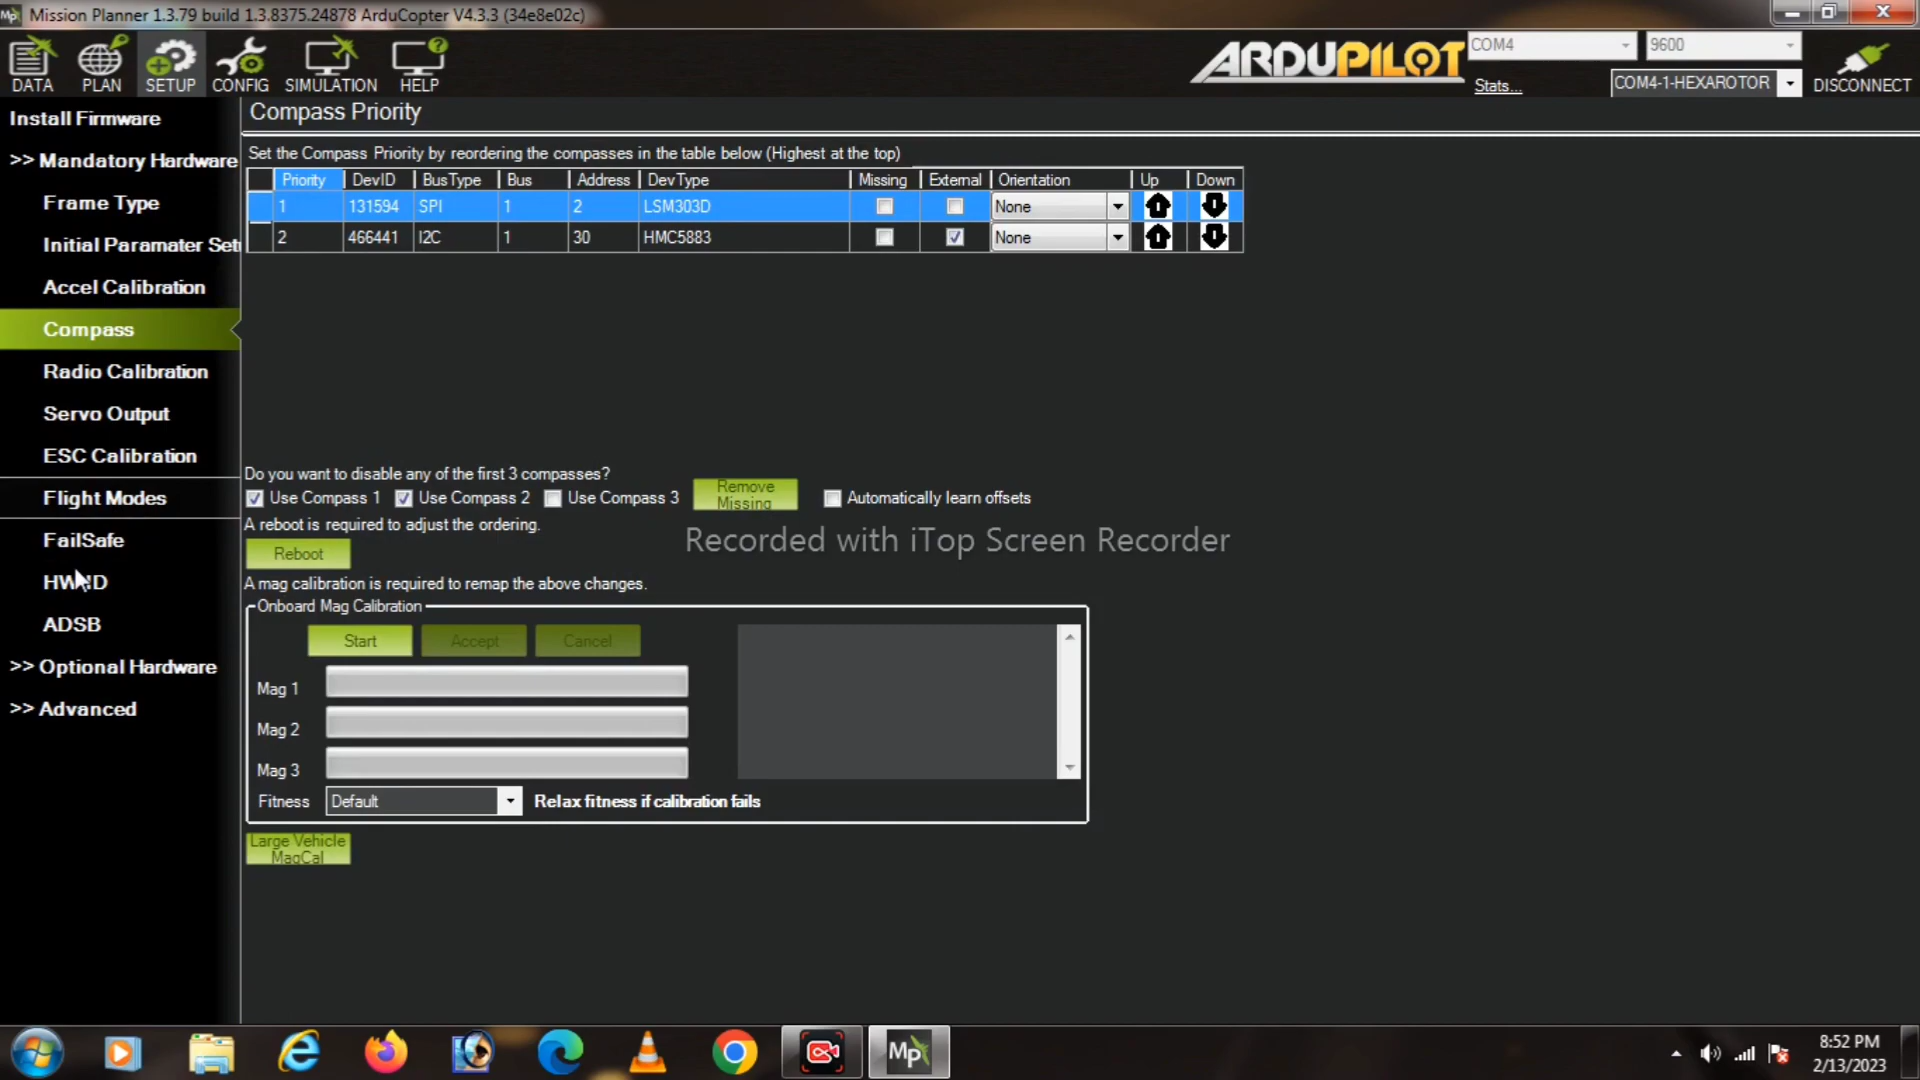 Mission Planner 1.3.79 build 1.3.8375.24878 ArduCopter V4.3.3 (34e8e02c)
DATA PLAN SETUP CONFIG SIMULATION HELP
ARDUPILOT
COM4 9600
Stats... COM4-1-HEXAROTOR DISCONNECT
Install Firmware
>> Mandatory Hardware
Frame Type
Initial Paramater Set
Accel Calibration
Compass
Radio Calibration
Servo Output
ESC Calibration
Flight Modes
FailSafe
ADSB
>> Optional Hardware
>> Advanced
Compass Priority
Set the Compass Priority by reordering the compasses in the table below (Highest at the top)
Priority DevID BusType Bus Address DevType Missing External Orientation Up Down
1 131594 SPI 1 2 LSM303D None
2 466441 I2C 1 30 HMC5883 None
Do you want to disable any of the first 3 compasses?
Use Compass 1 Use Compass 2 Use Compass 3 Remove Missing Automatically learn offsets
A reboot is required to adjust the ordering.
Recorded with iTop Screen Recorder
Reboot
A mag calibration is required to remap the above changes.
Onboard Mag Calibration
Start Accept Cancel
Mag 1
Mag 2
Mag 3
Fitness Default Relax fitness if calibration fails
Large Vehicle
MagCal
Mp
8:52 PM
2/13/2023